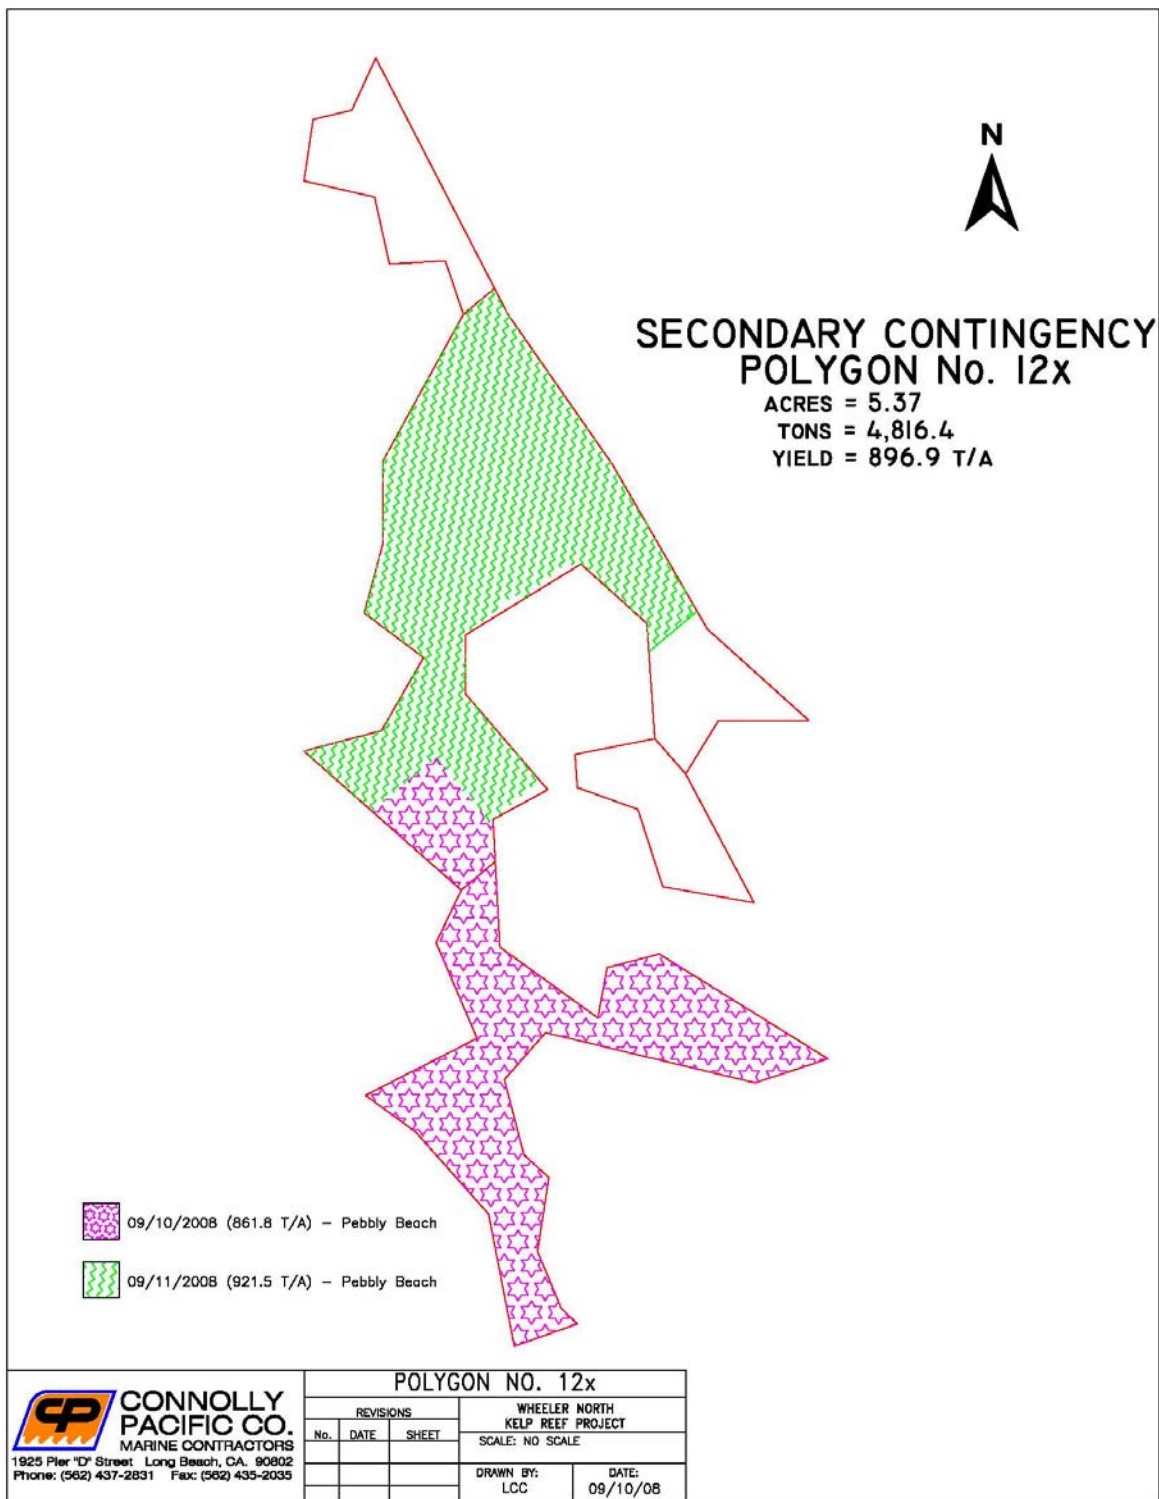 N
SECONDARY CONTINGENCY
POLYGON No. 12x
ACRES = 5.37
TONS = 4,816.4
YIELD = 896.9 T/A
09/10/2008 (861.8 T/A) – Pebbly Beach
09/11/2008 (921.5 T/A) – Pebbly Beach
CP
CONNOLLY
PACIFIC CO.
MARINE CONTRACTORS
1925 Pier "D" Street Long Beach, CA. 90802
Phone: (562) 437-2831 Fax: (562) 435-2035
POLYGON NO. 12x
REVISIONS
No. DATE SHEET
WHEELER NORTH
KELP REEF PROJECT
SCALE: NO SCALE
DRAWN BY:
LCC
DATE:
09/10/08